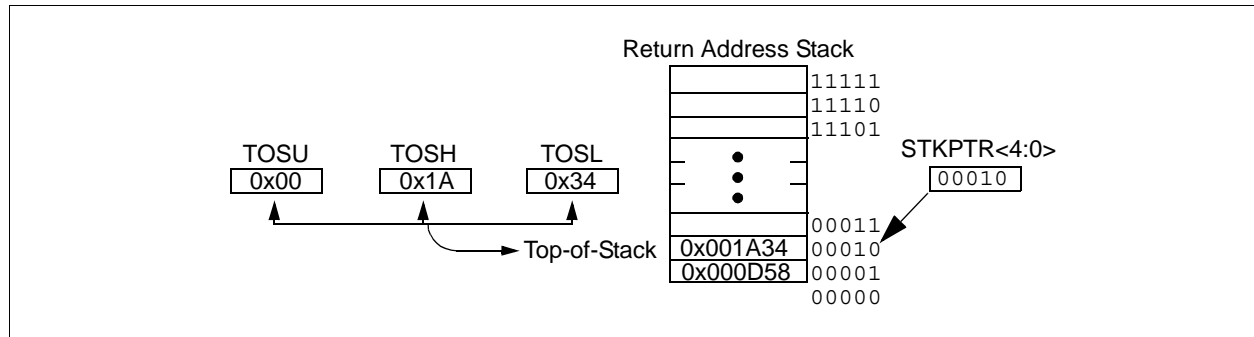 Return Address Stack
11111
11110
11101
TOSU TOSH TOSL
0x00 0x1A 0x34
STKPTR<4:0>
00010
00011
Top-of-Stack 0x001A34 00010
0x000D58 00001
00000